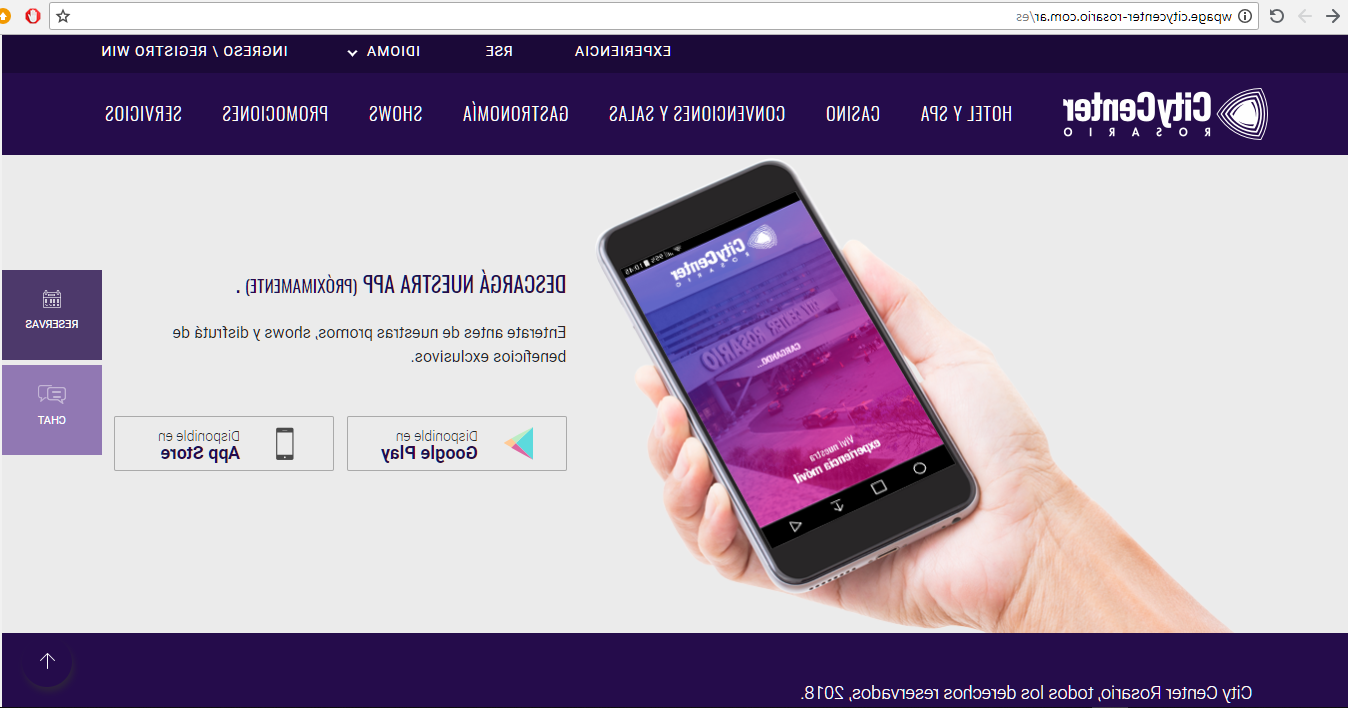 wpage.citycenter-rosario.com.ar/es
EXPERIENCIA
RSE
IDIOMA
INGRESO / REGISTRO WIN
CityCenter
ROSARIO
HOTEL Y SPA
CASINO
CONVENCIONES Y SALAS
GASTRONOMÍA
SHOWS
PROMOCIONES
SERVICIOS
95% 10:45
CityCenter
ROSARIO
CARGANDO...
Viví nuestra
experiencia móvil
DESCARGÁ NUESTRA APP (PRÓXIMAMENTE) .
Enterate antes de nuestras promos, shows y disfrutá de
beneficios exclusivos.
Disponible en
Google Play
Disponible en
App Store
RESERVAS
CHAT
City Center Rosario, todos los derechos reservados, 2018.